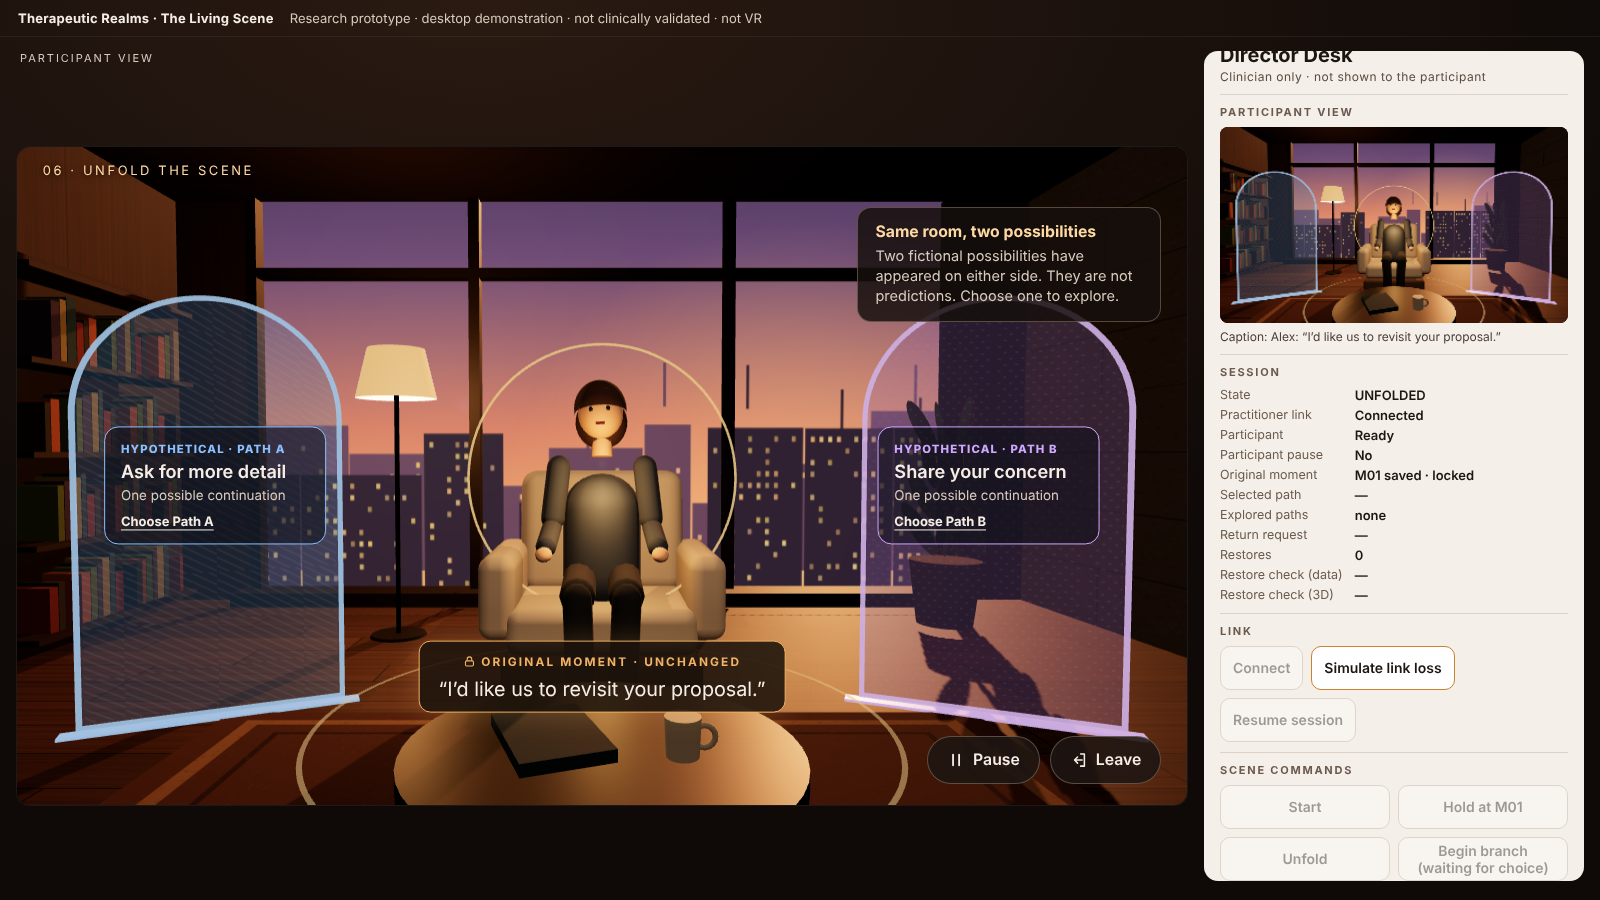 Therapeutic Realms · The Living Scene Research prototype · desktop demonstration · not clinically validated · not VR
PARTICIPANT VIEW
06 · UNFOLD THE SCENE
Same room, two possibilities
Two fictional possibilities have
appeared on either side. They are not
predictions. Choose one to explore.
HYPOTHETICAL · PATH A
Ask for more detail
One possible continuation
Choose Path A
HYPOTHETICAL · PATH B
Share your concern
One possible continuation
Choose Path B
ORIGINAL MOMENT · UNCHANGED
“I’d like us to revisit your proposal.”
Pause
Leave
Director Desk
Clinician only · not shown to the participant
PARTICIPANT VIEW
Caption: Alex: “I’d like us to revisit your proposal.”
SESSION
State UNFOLDED
Practitioner link Connected
Participant Ready
Participant pause No
Original moment M01 saved · locked
Selected path —
Explored paths none
Return request —
Restores 0
Restore check (data) —
Restore check (3D) —
LINK
Connect
Simulate link loss
Resume session
SCENE COMMANDS
Start
Hold at M01
Unfold
Begin branch
(waiting for choice)